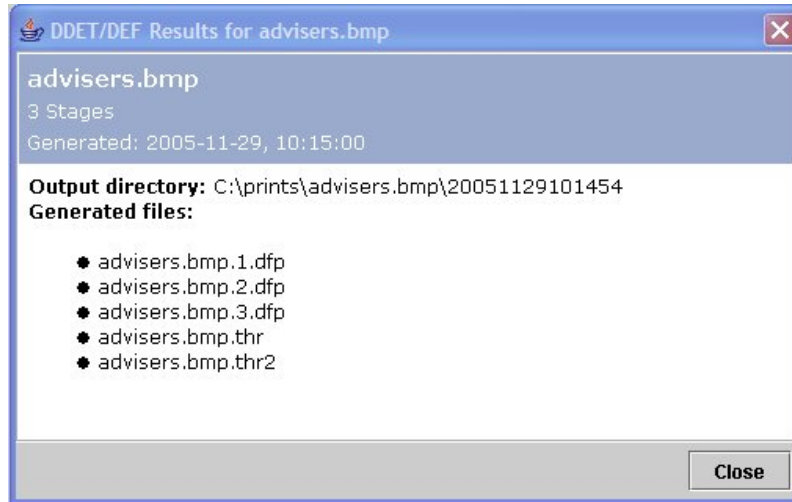 DDET/DEF Results for advisers.bmp
advisers.bmp
3 Stages
Generated: 2005-11-29, 10:15:00
Output directory: C:\prints\advisers.bmp\20051129101454
Generated files:
advisers.bmp.1.dfp
advisers.bmp.2.dfp
advisers.bmp.3.dfp
advisers.bmp.thr
advisers.bmp.thr2
Close